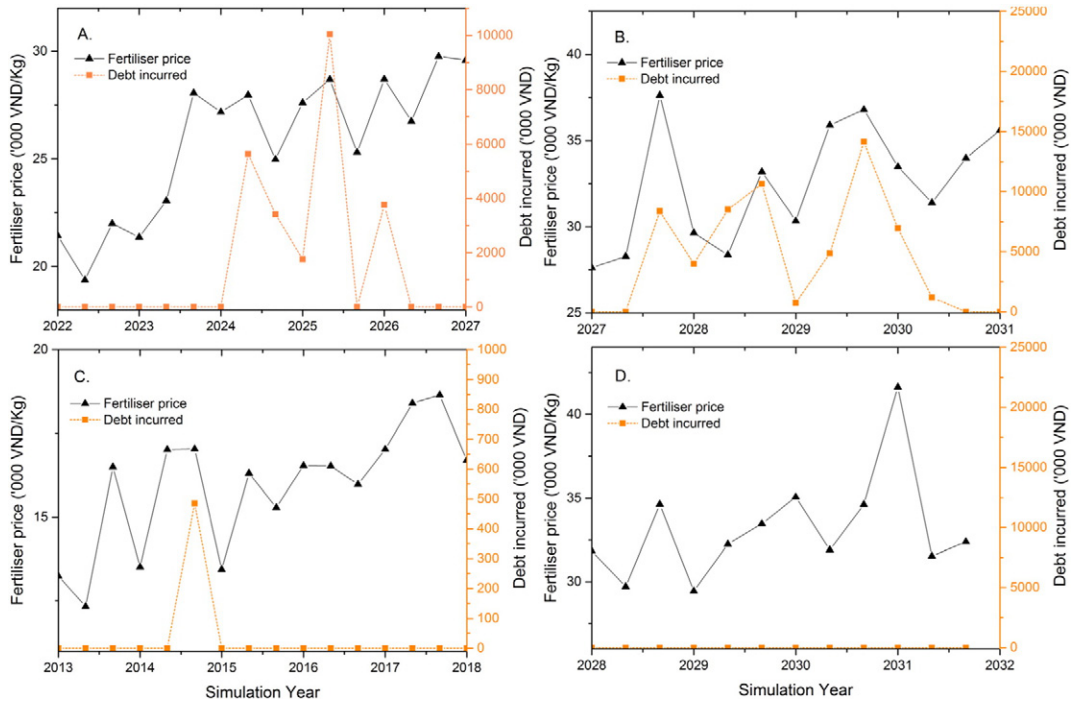 A.
Fertiliser price
Debt incurred
30
25
20
Fertiliser price ('000 VND/Kg)
10000
8000
6000
4000
2000
0
Debt incurred ('000 VND)
2022 2023 2024 2025 2026 2027
B.
Fertiliser price
Debt incurred
40
35
30
25
Fertiliser price ('000 VND/Kg)
25000
20000
15000
10000
5000
0
Debt incurred ('000 VND)
2027 2028 2029 2030 2031
C.
Fertiliser price
Debt incurred
20
15
Fertiliser price ('000 VND/Kg)
1000
900
800
700
600
500
400
300
200
100
0
Debt incurred ('000 VND)
2013 2014 2015 2016 2017 2018
Simulation Year
D.
Fertiliser price
Debt incurred
40
35
30
Fertiliser price ('000 VND/Kg)
25000
20000
15000
10000
5000
0
Debt incurred ('000 VND)
2028 2029 2030 2031 2032
Simulation Year